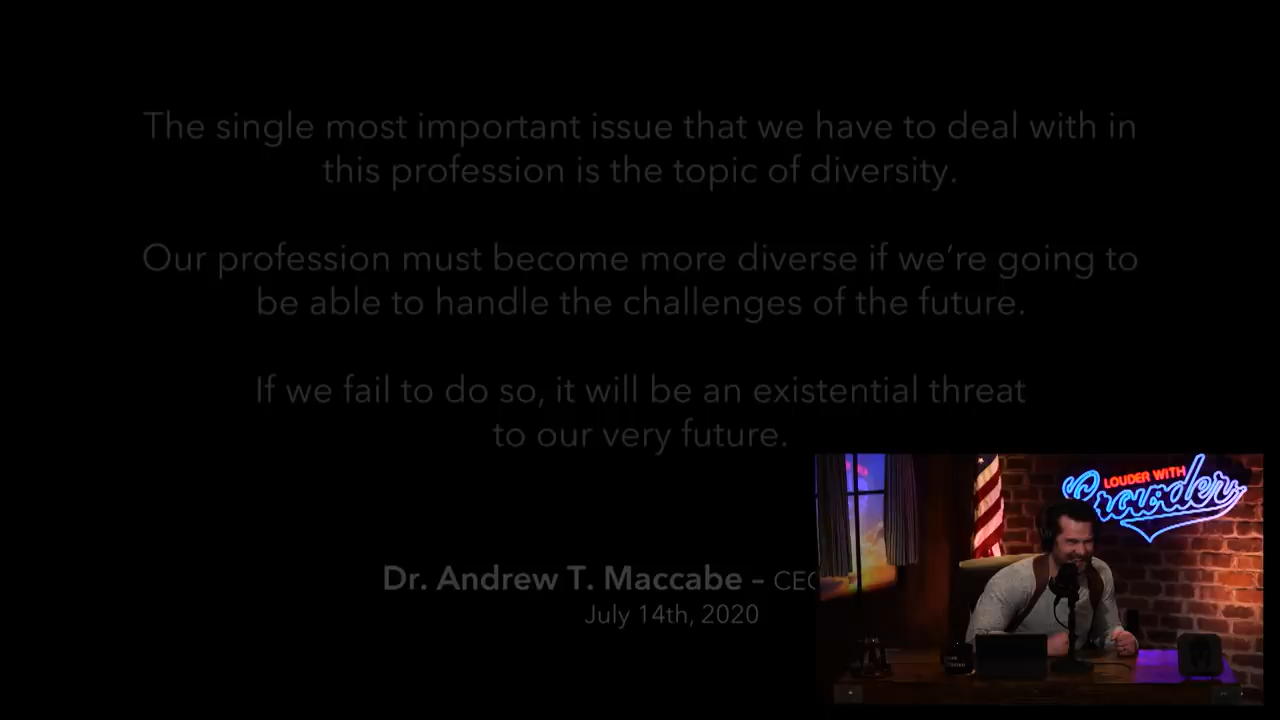 The single most important issue that we have to deal with in
this profession is the topic of diversity.
Our profession must become more diverse if we’re going to
be able to handle the challenges of the future.
If we fail to do so, it will be an existential threat
to our very future.
Dr. Andrew T. Maccabe – CEO
July 14th, 2020
LOUDER WITH
Crowder